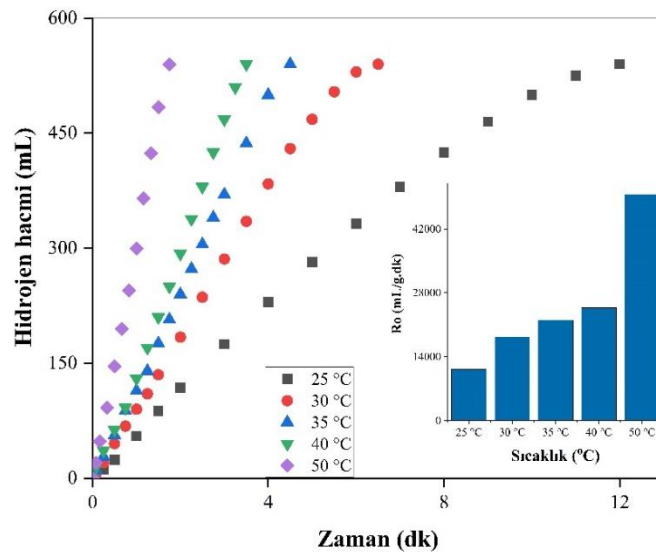 600
450
300
150
0
Hidrojen hacmi (mL)
0
4
8
12
Zaman (dk)
25 °C
30 °C
35 °C
40 °C
50 °C
42000
28000
14000
0
Ro (mL/g.dk)
25 °C
30 °C
35 °C
40 °C
50 °C
Sıcaklık (°C)